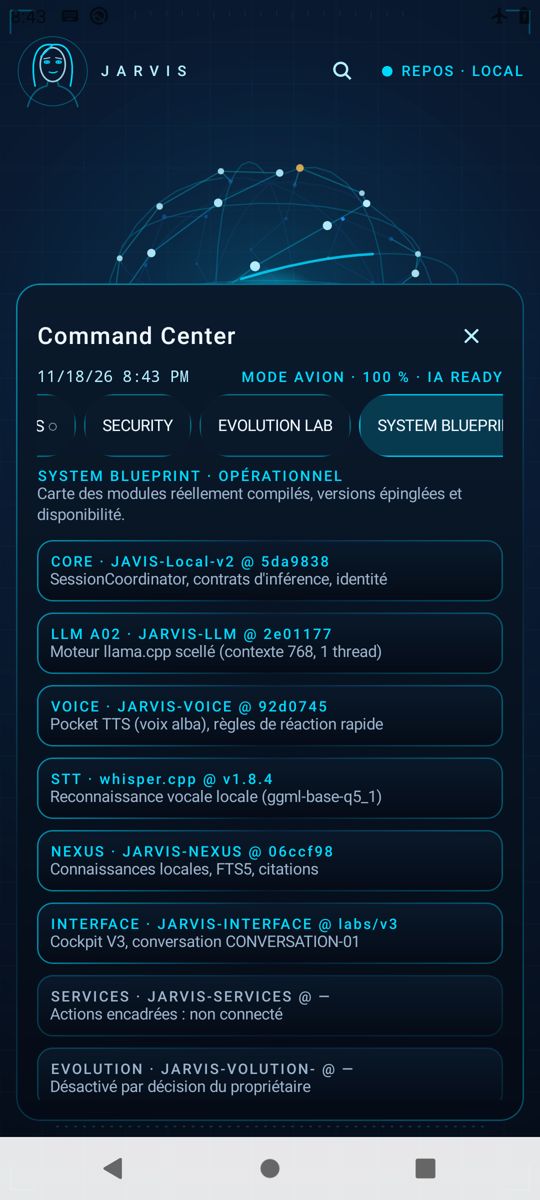 8:43
JARVIS
REPOS · LOCAL
Command Center
11/18/26 8:43 PM
MODE AVION · 100 % · IA READY
S ○
SECURITY
EVOLUTION LAB
SYSTEM BLUEPRI
SYSTEM BLUEPRINT · OPÉRATIONNEL
Carte des modules réellement compilés, versions épinglées et
disponibilité.
CORE · JAVIS-Local-v2 @ 5da9838
SessionCoordinator, contrats d'inférence, identité
LLM A02 · JARVIS-LLM @ 2e01177
Moteur llama.cpp scellé (contexte 768, 1 thread)
VOICE · JARVIS-VOICE @ 92d0745
Pocket TTS (voix alba), règles de réaction rapide
STT · whisper.cpp @ v1.8.4
Reconnaissance vocale locale (ggml-base-q5_1)
NEXUS · JARVIS-NEXUS @ 06ccf98
Connaissances locales, FTS5, citations
INTERFACE · JARVIS-INTERFACE @ labs/v3
Cockpit V3, conversation CONVERSATION-01
SERVICES · JARVIS-SERVICES @ —
Actions encadrées : non connecté
EVOLUTION · JARVIS-VOLUTION- @ —
Désactivé par décision du propriétaire